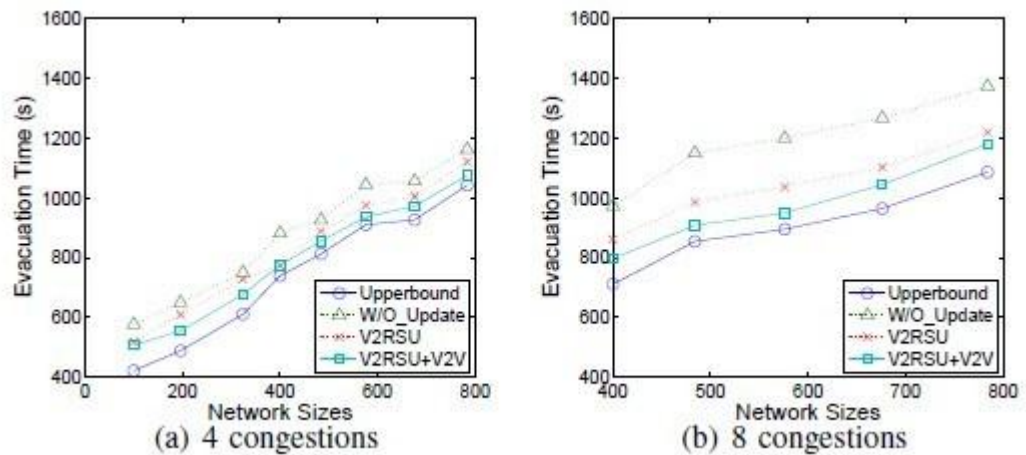 1600
1400
1200
1000
800
600
400
0
200
400
600
800
Evacuation Time (s)
Network Sizes
Upperbound
W/O_Update
V2RSU
V2RSU+V2V
(a) 4 congestions
1600
1400
1200
1000
800
600
400
400
500
600
700
800
Evacuation Time (s)
Network Sizes
Upperbound
W/O_Update
V2RSU
V2RSU+V2V
(b) 8 congestions